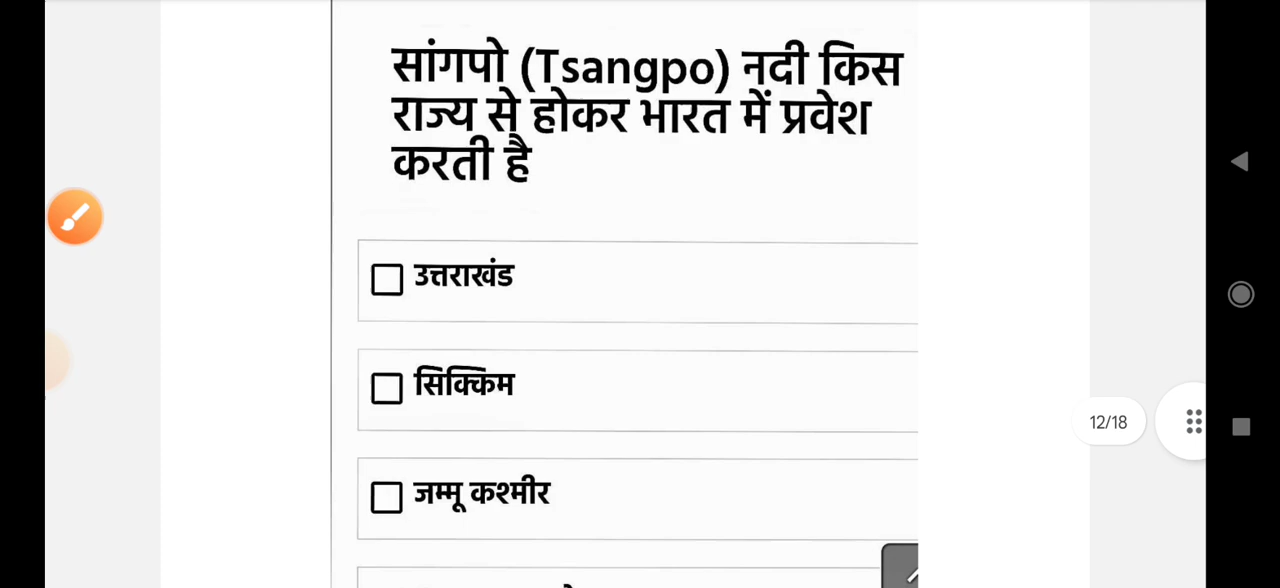 सांगपो (Tsangpo) नदी किस
राज्य से होकर भारत में प्रवेश
करती है
उत्तराखंड
सिक्किम
12/18
जम्मू कश्मीर